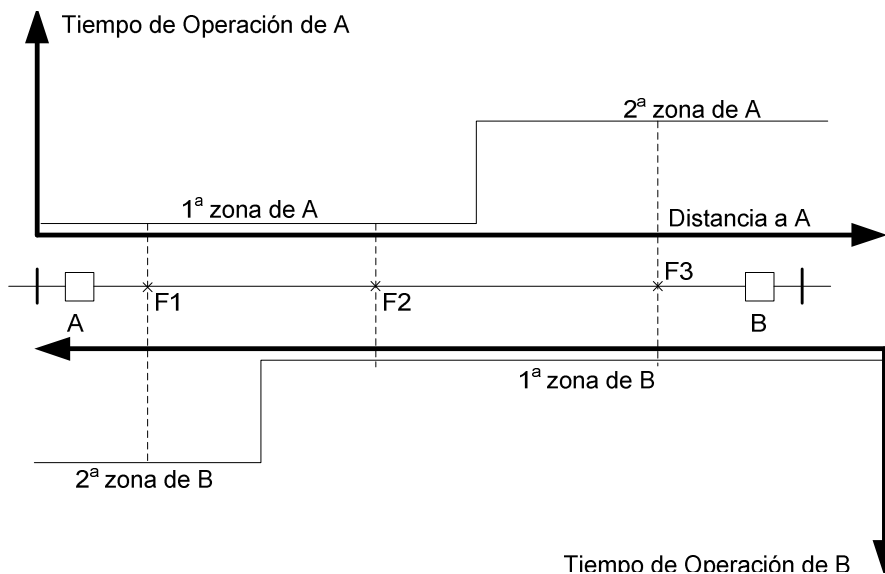 Tiempo de Operación de A
2ª zona de A
1ª zona de A
Distancia a A
A
F1
F2
F3
B
1ª zona de B
2ª zona de B
Tiempo de Operación de B